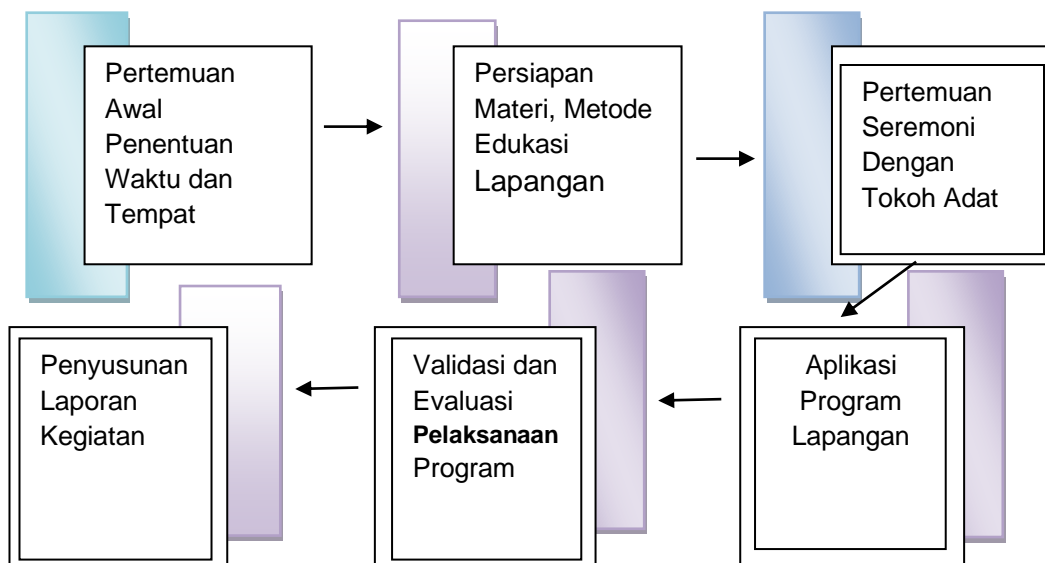 Pertemuan
Awal
Penentuan
Waktu dan
Tempat
Persiapan
Materi, Metode
Edukasi
Lapangan
Pertemuan
Seremoni
Dengan
Tokoh Adat
Aplikasi
Program
Lapangan
Validasi dan
Evaluasi
Pelaksanaan
Program
Penyusunan
Laporan
Kegiatan